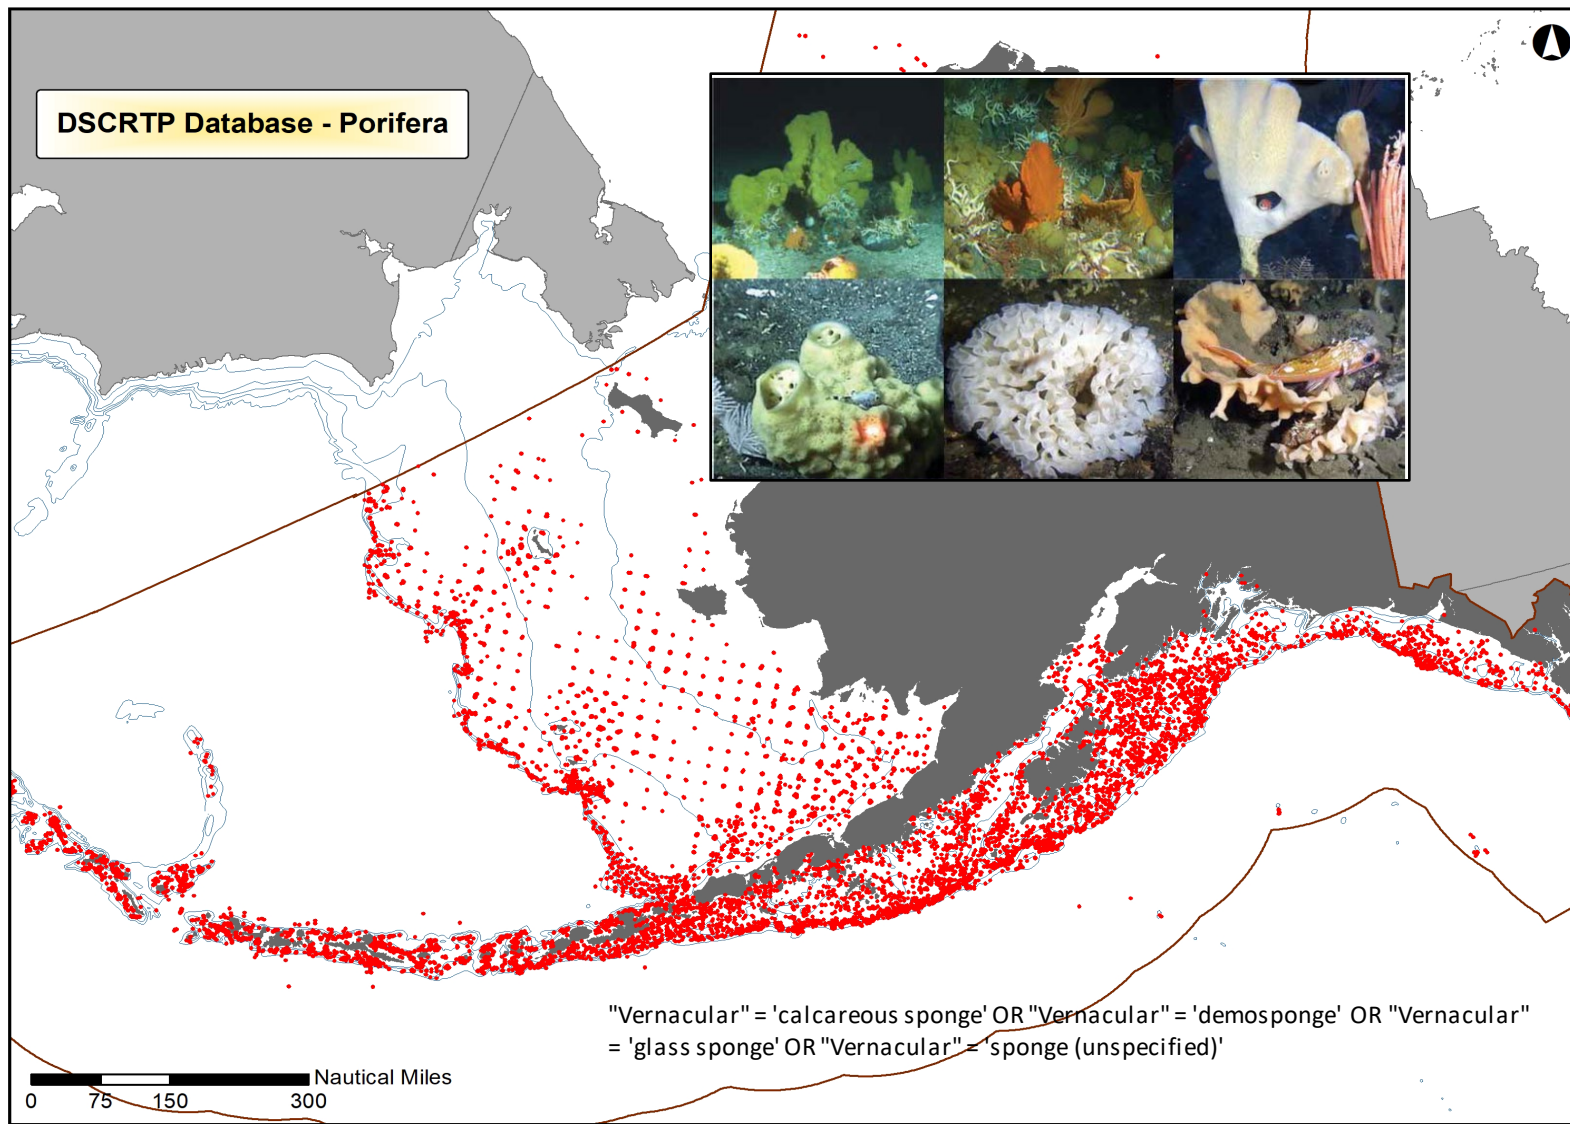 DSCRTP Database - Porifera
"Vernacular" = 'calcareous sponge' OR "Vernacular" = 'demosponge' OR "Vernacular"
= 'glass sponge' OR "Vernacular" = 'sponge (unspecified)'
Nautical Miles
0 75 150 300